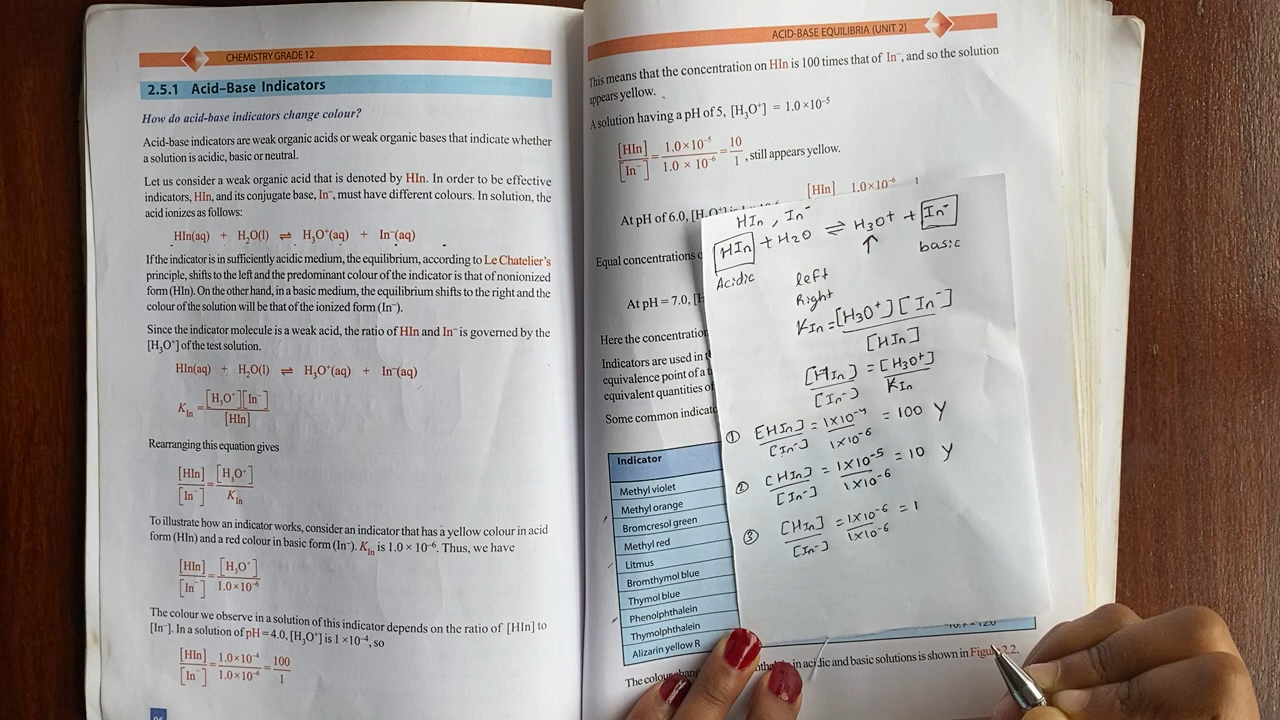 CHEMISTRY GRADE 12
2.5.1 Acid–Base Indicators
How do acid-base indicators change colour?
Acid-base indicators are weak organic acids or weak organic bases that indicate whether
a solution is acidic, basic or neutral.
Let us consider a weak organic acid that is denoted by HIn. In order to be effective
indicators, HIn, and its conjugate base, In⁻, must have different colours. In solution, the
acid ionizes as follows:
HIn(aq) + H₂O(l) ⇌ H₃O⁺(aq) + In⁻(aq)
If the indicator is in sufficiently acidic medium, the equilibrium, according to Le Chatelier's
principle, shifts to the left and the predominant colour of the indicator is that of nonionized
form (HIn). On the other hand, in a basic medium, the equilibrium shifts to the right and the
colour of the solution will be that of the ionized form (In⁻).
Since the indicator molecule is a weak acid, the ratio of HIn and In⁻ is governed by the
[H₃O⁺] of the test solution.
HIn(aq) + H₂O(l) ⇌ H₃O⁺(aq) + In⁻(aq)
K_In = [H₃O⁺][In⁻] / [HIn]
Rearranging this equation gives
[HIn] / [In⁻] = [H₃O⁺] / K_In
To illustrate how an indicator works, consider an indicator that has a yellow colour in acid
form (HIn) and a red colour in basic form (In⁻). K_In is 1.0 × 10⁻⁶. Thus, we have
[HIn] / [In⁻] = [H₃O⁺] / 1.0×10⁻⁶
The colour we observe in a solution of this indicator depends on the ratio of [HIn] to
[In⁻]. In a solution of pH = 4.0, [H₃O⁺] is 1 ×10⁻⁴, so
[HIn] / [In⁻] = 1.0×10⁻⁴ / 1.0×10⁻⁶ = 100 / 1
ACID-BASE EQUILIBRIA (UNIT 2)
This means that the concentration on HIn is 100 times that of In⁻, and so the solution
appears yellow.
A solution having a pH of 5, [H₃O⁺] = 1.0 ×10⁻⁵
[HIn] / [In⁻] = 1.0×10⁻⁵ / 1.0 × 10⁻⁶ = 10 / 1, still appears yellow.
[HIn] 1.0×10⁻⁶ 1
At pH of 6.0,
Equal concentrations
At pH = 7.0,
Here the concentration
Indicators are used in
equivalence point of a
equivalent quantities of
Some common
Indicator
Methyl violet
Methyl orange
Bromcresol green
Methyl red
Litmus
Bromthymol blue
Thymol blue
Phenolphthalein
Thymolphthalein
Alizarin yellow R
The colour in acidic and basic solutions is shown in Figure 2.2.
HIn , In⁻
HIn + H₂O ⇌ H₃O⁺ + In⁻
↑ basic
Acidic left
Right
K_In = [H₃O⁺][In⁻] / [HIn]
[HIn] / [In⁻] = [H₃O⁺] / K_In
① [HIn] / [In⁻] = 1×10⁻⁴ / 1×10⁻⁶ = 100 Y
② [HIn] / [In⁻] = 1×10⁻⁵ / 1×10⁻⁶ = 10 Y
③ [HIn] / [In⁻] = 1×10⁻⁶ / 1×10⁻⁶ = 1